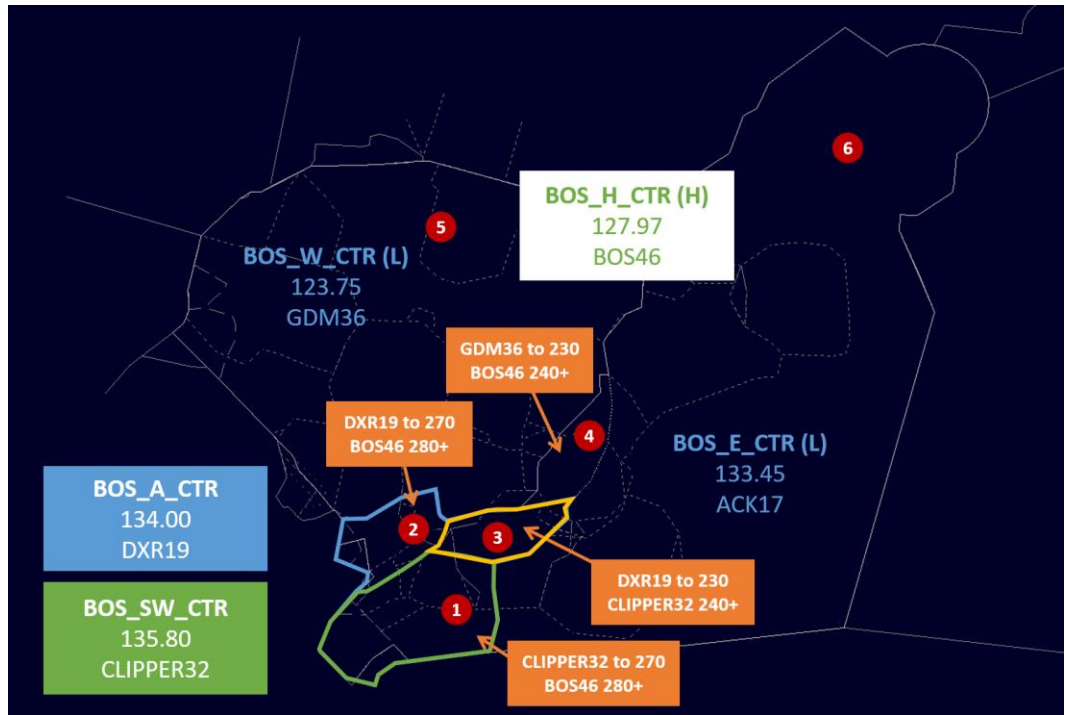 6
BOS_H_CTR (H)
127.97
BOS46
5
BOS_W_CTR (L)
123.75
GDM36
GDM36 to 230
BOS46 240+
4
DXR19 to 270
BOS46 280+
BOS_E_CTR (L)
133.45
ACK17
BOS_A_CTR
134.00
DXR19
2
3
DXR19 to 230
CLIPPER32 240+
BOS_SW_CTR
135.80
CLIPPER32
1
CLIPPER32 to 270
BOS46 280+